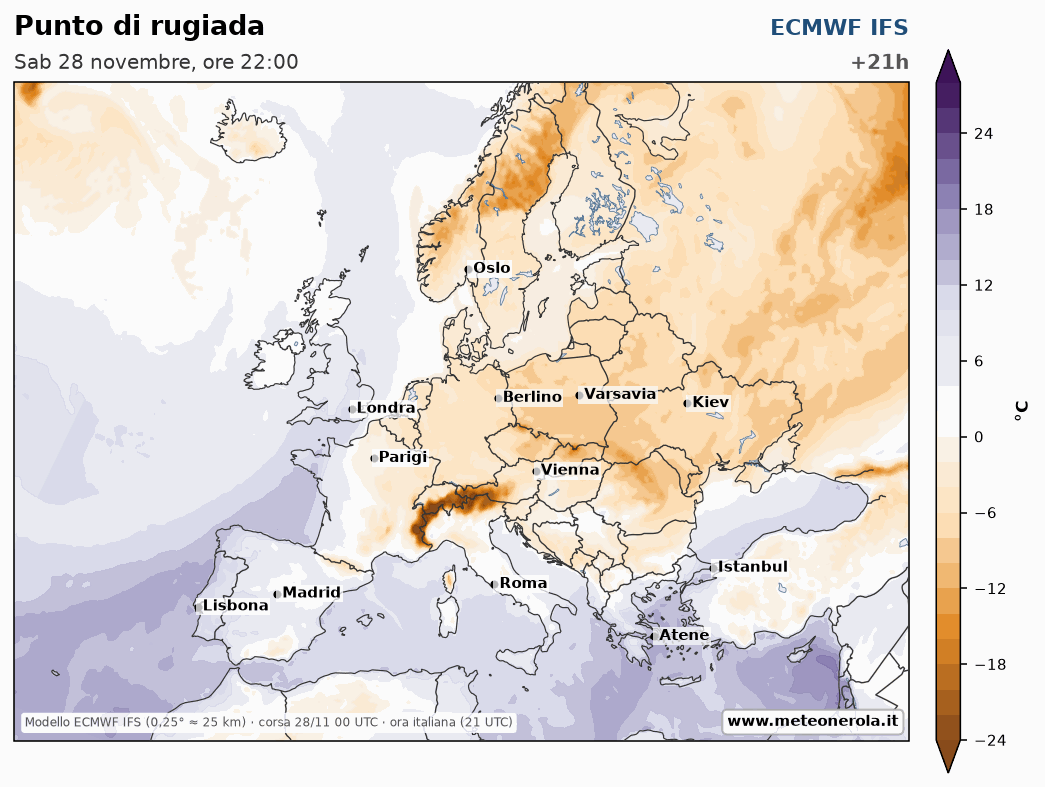 Punto di rugiada
ECMWF IFS
Sab 28 novembre, ore 22:00
+21h
Oslo
Berlino
Varsavia
Kiev
Londra
Parigi
Vienna
Istanbul
Roma
Madrid
Lisbona
Atene
24
18
12
6
0
−6
−12
−18
−24
°C
Modello ECMWF IFS (0.25° ≈ 25 km) · corsa 28/11 00 UTC · ora italiana (21 UTC)
www.meteonerola.it